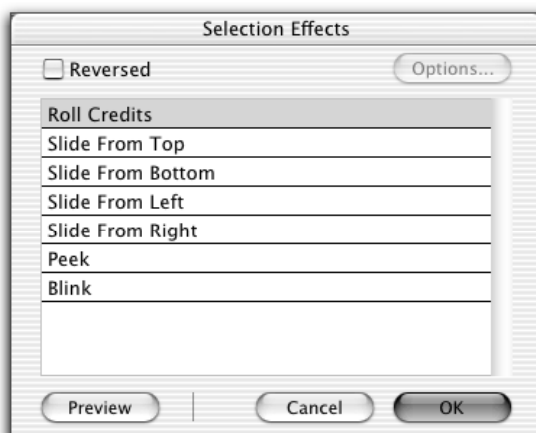 Selection Effects
Reversed
Options...
Roll Credits
Slide From Top
Slide From Bottom
Slide From Left
Slide From Right
Peek
Blink
Preview
Cancel
OK